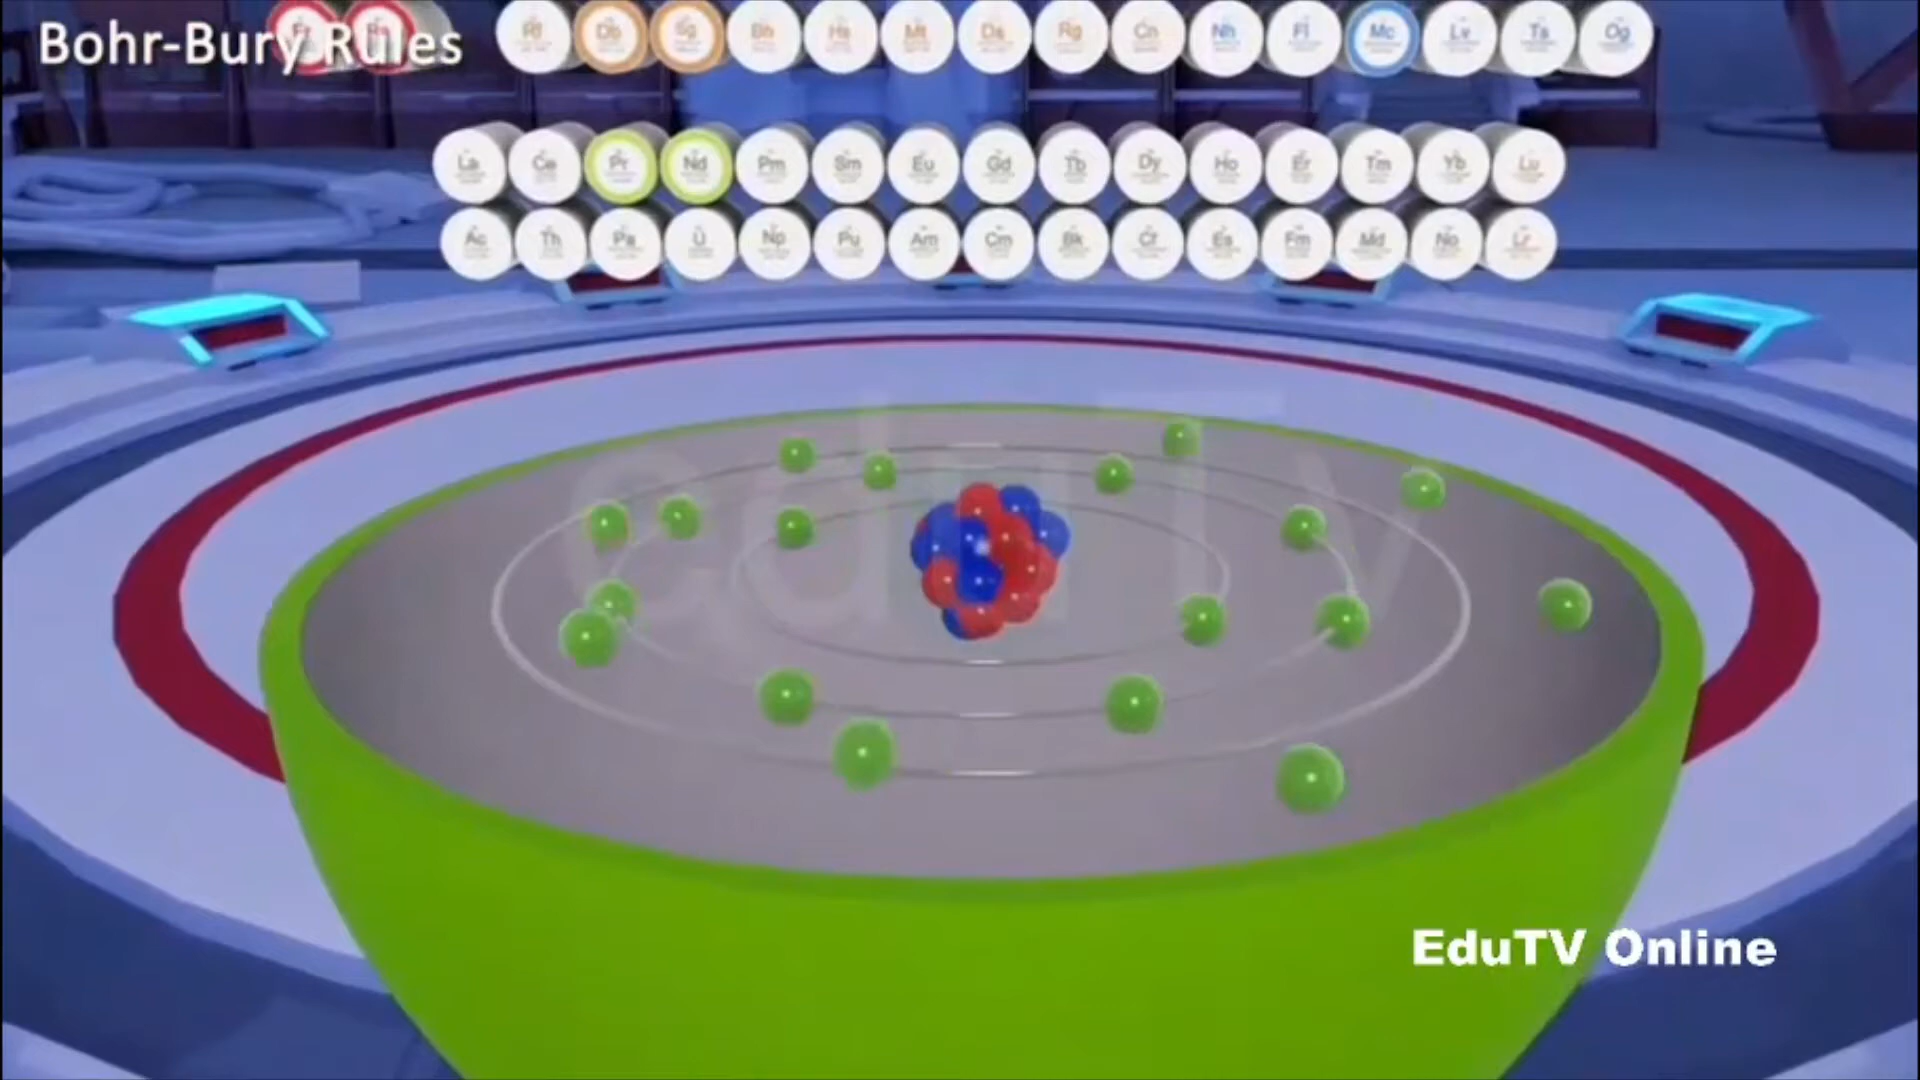 Bohr-Bury Rules
Rf Db Sg Bh Hs Mt Ds Rg Cn Nh Fl Mc Lv Ts Og
La Ce Pr Nd Pm Sm Eu Gd Tb Dy Ho Er Tm Yb Lu
Ac Th Pa U Np Pu Am Cm Bk Cf Es Fm Md No Lr
eduTV
EduTV Online